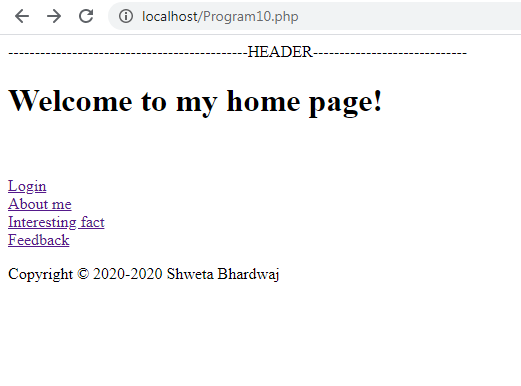 localhost/Program10.php
---------------------------------------------HEADER-----------------------------
Welcome to my home page!
Login
About me
Interesting fact
Feedback
Copyright © 2020-2020 Shweta Bhardwaj